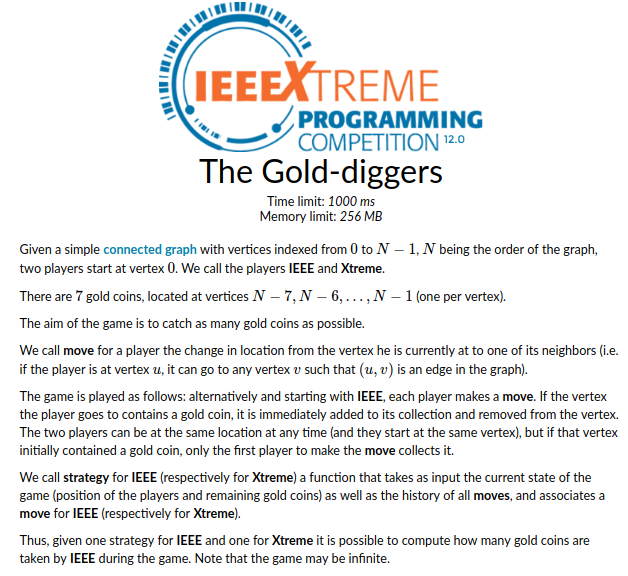 IEEEXTREME
PROGRAMMING
COMPETITION 12.0
The Gold-diggers
Time limit: 1000 ms
Memory limit: 256 MB
Given a simple connected graph with vertices indexed from 0 to N − 1, N being the order of the graph,
two players start at vertex 0. We call the players IEEE and Xtreme.
There are 7 gold coins, located at vertices N − 7, N − 6, . . . , N − 1 (one per vertex).
The aim of the game is to catch as many gold coins as possible.
We call move for a player the change in location from the vertex he is currently at to one of its neighbors (i.e.
if the player is at vertex u, it can go to any vertex v such that (u, v) is an edge in the graph).
The game is played as follows: alternatively and starting with IEEE, each player makes a move. If the vertex
the player goes to contains a gold coin, it is immediately added to its collection and removed from the vertex.
The two players can be at the same location at any time (and they start at the same vertex), but if that vertex
initially contained a gold coin, only the first player to make the move collects it.
We call strategy for IEEE (respectively for Xtreme) a function that takes as input the current state of the
game (position of the players and remaining gold coins) as well as the history of all moves, and associates a
move for IEEE (respectively for Xtreme).
Thus, given one strategy for IEEE and one for Xtreme it is possible to compute how many gold coins are
taken by IEEE during the game. Note that the game may be infinite.